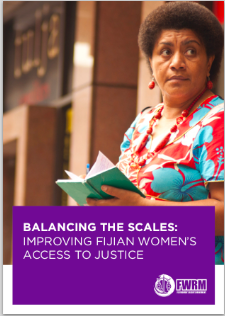 BALANCING THE SCALES:
IMPROVING FIJIAN WOMEN'S
ACCESS TO JUSTICE
FWRM